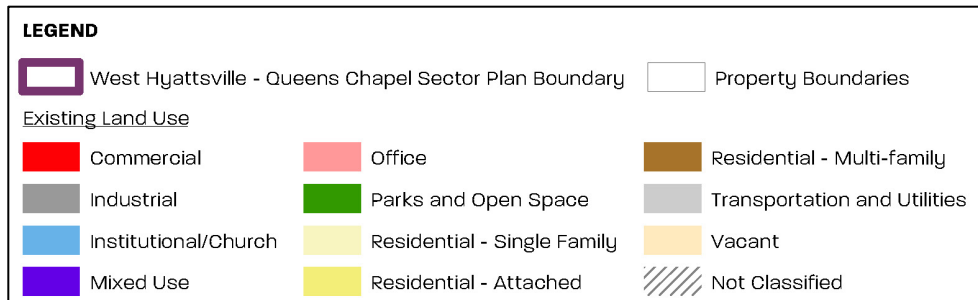 LEGEND
West Hyattsville - Queens Chapel Sector Plan Boundary
Property Boundaries
Existing Land Use
Commercial
Office
Residential - Multi-family
Industrial
Parks and Open Space
Transportation and Utilities
Institutional/Church
Residential - Single Family
Vacant
Mixed Use
Residential - Attached
Not Classified